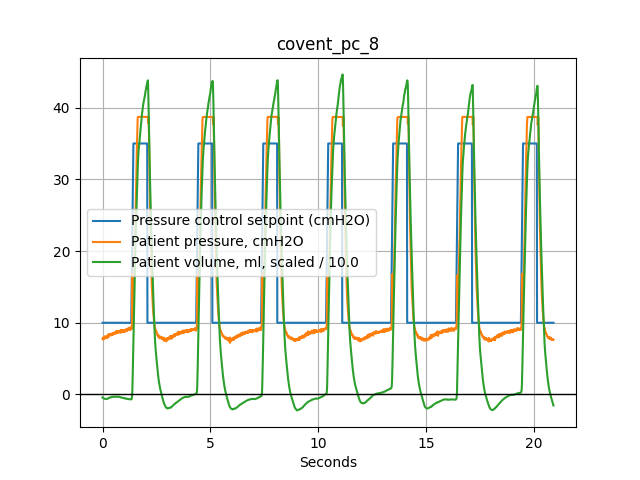 covent_pc_8
40
30
20
10
0
Pressure control setpoint (cmH2O)
Patient pressure, cmH2O
Patient volume, ml, scaled / 10.0
0 5 10 15 20
Seconds